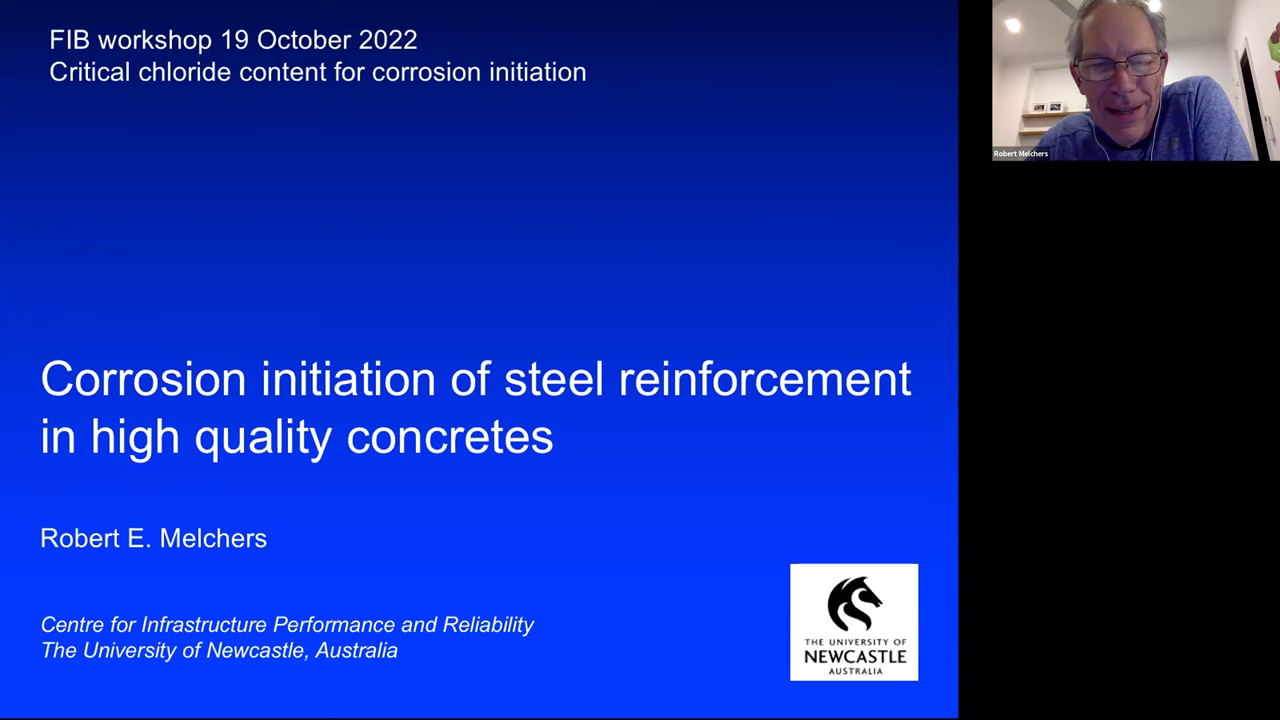 FIB workshop 19 October 2022
Critical chloride content for corrosion initiation
Robert Melchers
Corrosion initiation of steel reinforcement
in high quality concretes
Robert E. Melchers
Centre for Infrastructure Performance and Reliability
The University of Newcastle, Australia
THE UNIVERSITY OF
NEWCASTLE
AUSTRALIA